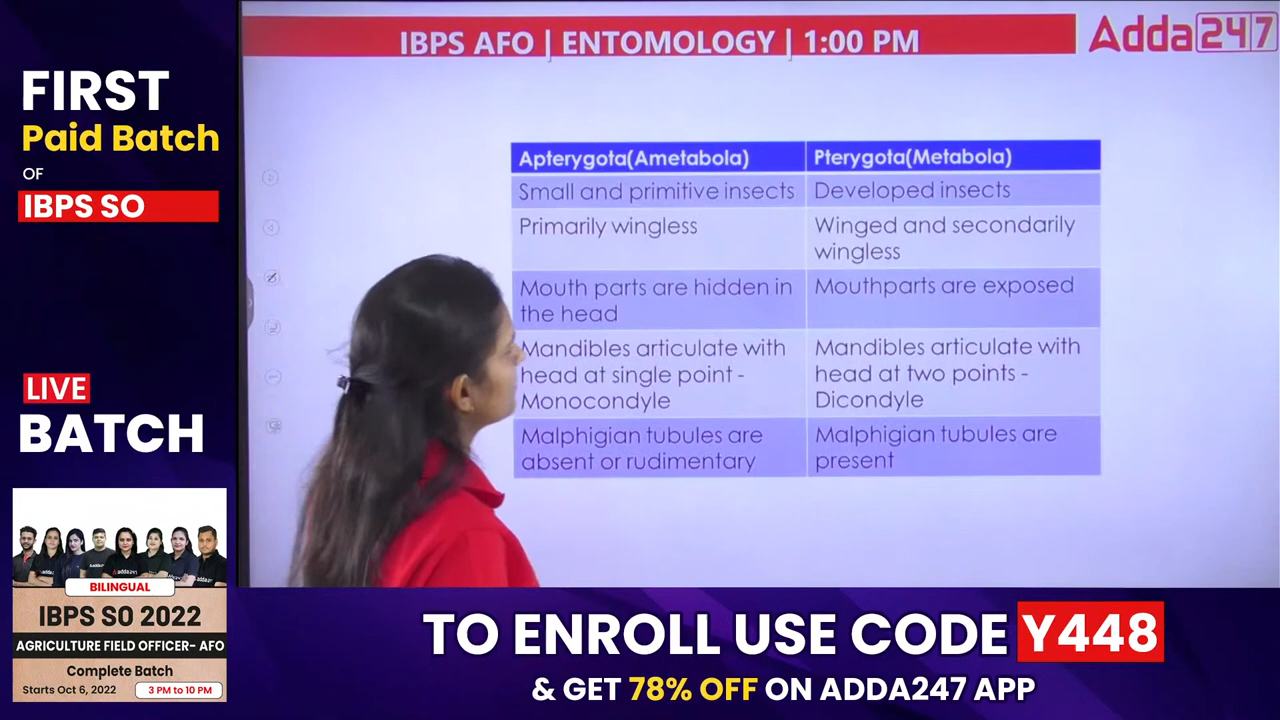 FIRST
Paid Batch
OF
IBPS SO
LIVE
BATCH
BILINGUAL
IBPS SO 2022
AGRICULTURE FIELD OFFICER- AFO
Complete Batch
Starts Oct 6, 2022
3 PM to 10 PM
IBPS AFO | ENTOMOLOGY | 1:00 PM
Adda247
Apterygota(Ametabola)
Pterygota(Metabola)
Small and primitive insects
Developed insects
Primarily wingless
Winged and secondarily
wingless
Mouth parts are hidden in
the head
Mouthparts are exposed
Mandibles articulate with
head at single point -
Monocondyle
Mandibles articulate with
head at two points -
Dicondyle
Malphigian tubules are
absent or rudimentary
Malphigian tubules are
present
TO ENROLL USE CODE Y448
& GET 78% OFF ON ADDA247 APP